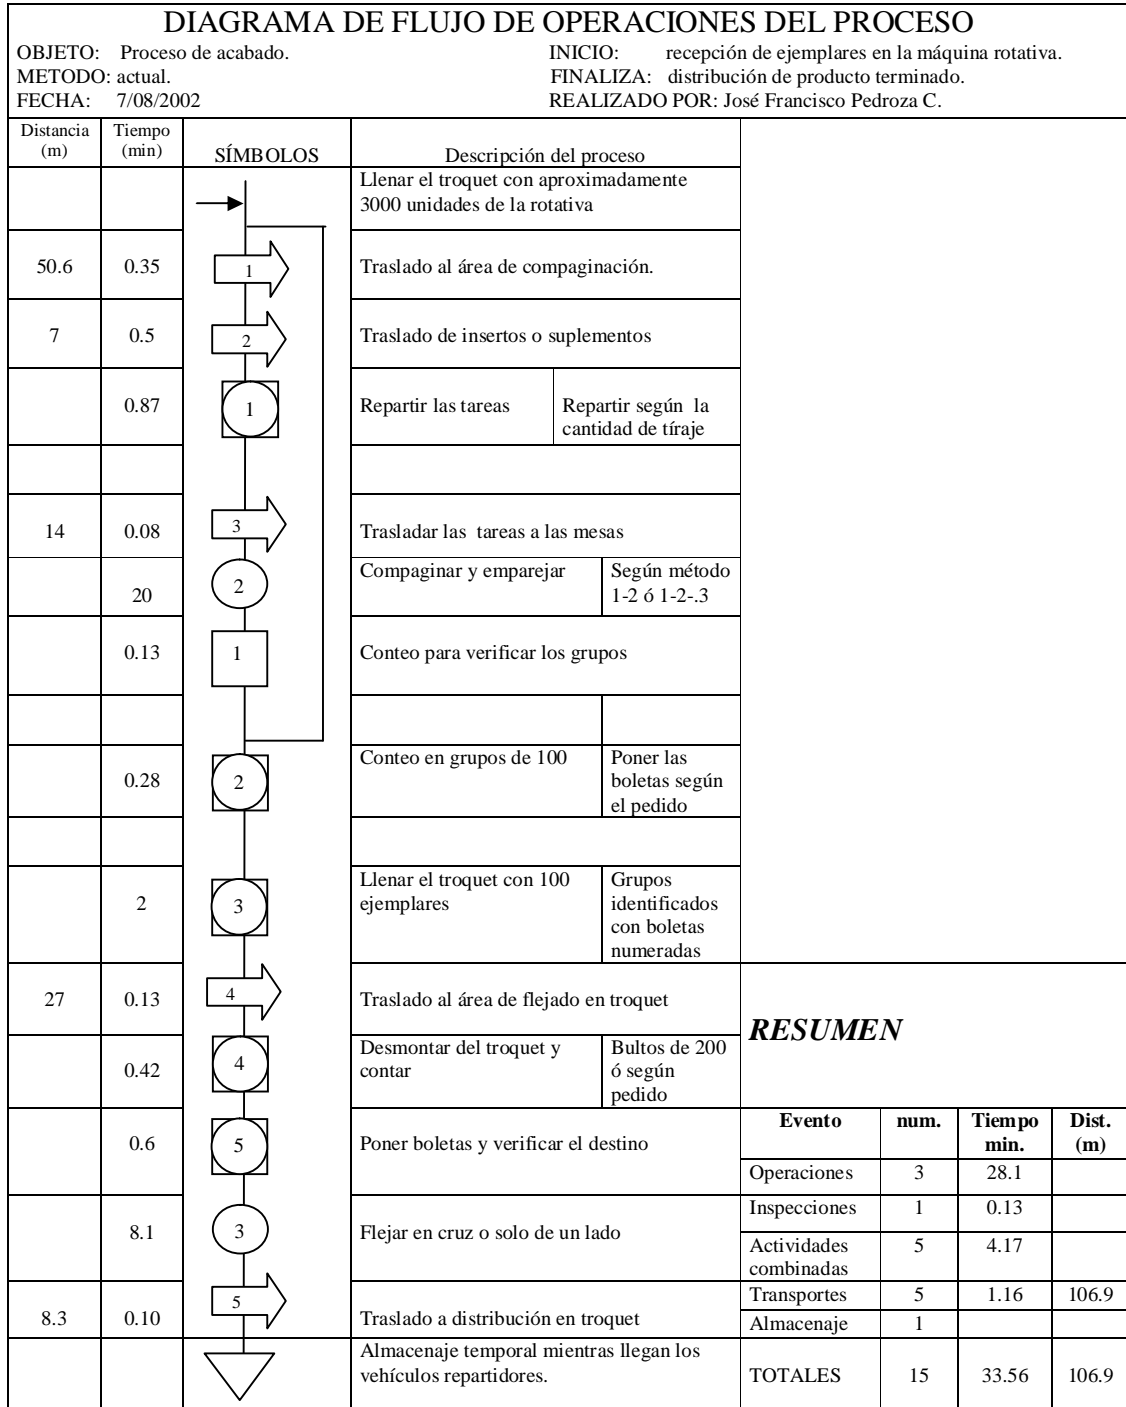 DIAGRAMA DE FLUJO DE OPERACIONES DEL PROCESO
OBJETO: Proceso de acabado.
INICIO: recepción de ejemplares en la máquina rotativa.
METODO: actual.
FINALIZA: distribución de producto terminado.
FECHA: 7/08/2002
REALIZADO POR: José Francisco Pedroza C.
Distancia
(m)
Tiempo
(min)
SÍMBOLOS
Descripción del proceso
Llenar el troquet con aproximadamente
3000 unidades de la rotativa
50.6
0.35
1
Traslado al área de compaginación.
7
0.5
2
Traslado de insertos o suplementos
0.87
1
Repartir las tareas
Repartir según la
cantidad de tíraje
14
0.08
3
Trasladar las tareas a las mesas
20
2
Compaginar y emparejar
Según método
1-2 ó 1-2-.3
0.13
1
Conteo para verificar los grupos
0.28
2
Conteo en grupos de 100
Poner las
boletas según
el pedido
2
3
Llenar el troquet con 100
ejemplares
Grupos
identificados
con boletas
numeradas
27
0.13
4
Traslado al área de flejado en troquet
0.42
4
Desmontar del troquet y
contar
Bultos de 200
ó según
pedido
0.6
5
Poner boletas y verificar el destino
8.1
3
Flejar en cruz o solo de un lado
8.3
0.10
5
Traslado a distribución en troquet
Almacenaje temporal mientras llegan los
vehículos repartidores.
RESUMEN
Evento
num.
Tiempo
min.
Dist.
(m)
Operaciones
3
28.1
Inspecciones
1
0.13
Actividades
combinadas
5
4.17
Transportes
5
1.16
106.9
Almacenaje
1
TOTALES
15
33.56
106.9